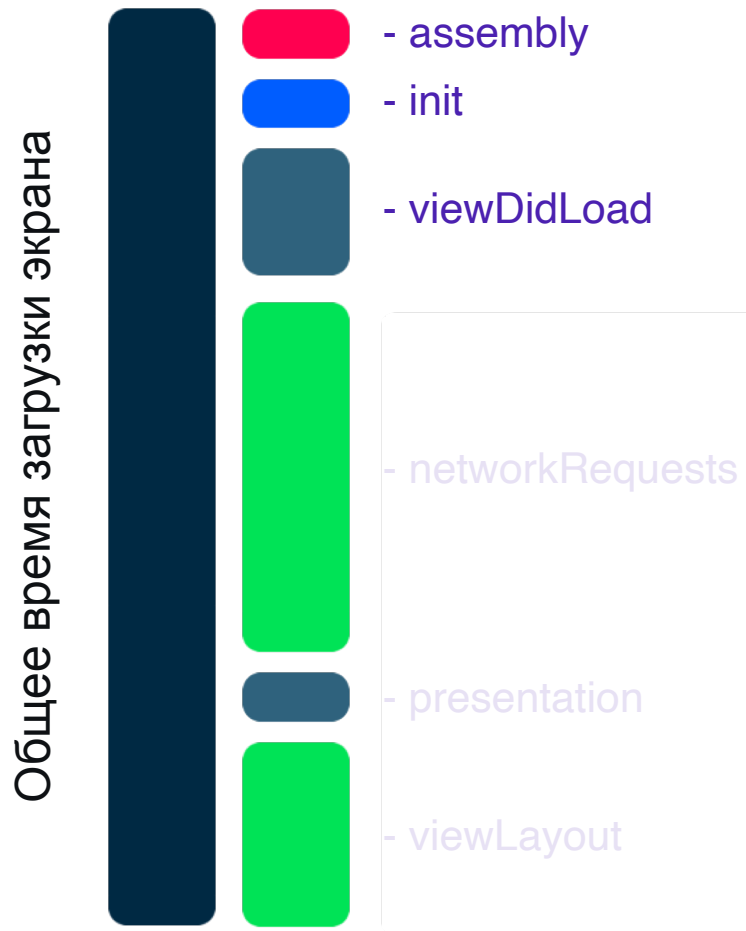 Общее время загрузки экрана
- assembly
- init
- viewDidLoad
- networkRequests
- presentation
- viewLayout